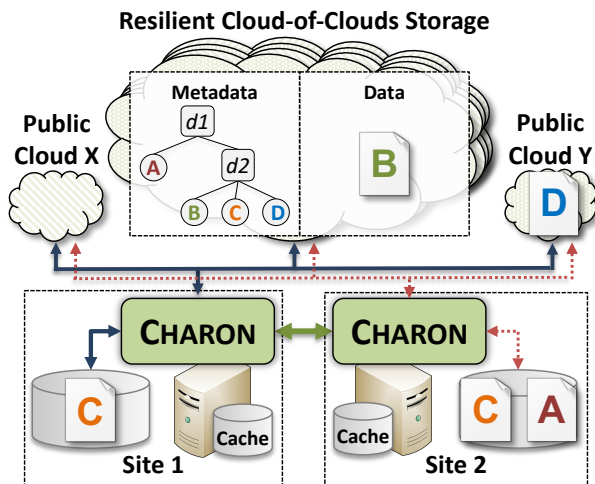 Resilient Cloud-of-Clouds Storage
Metadata
Data
Public
Cloud X
Public
Cloud Y
d1
A
d2
B
C
D
B
D
CHARON
CHARON
C
Cache
Cache
C
A
Site 1
Site 2